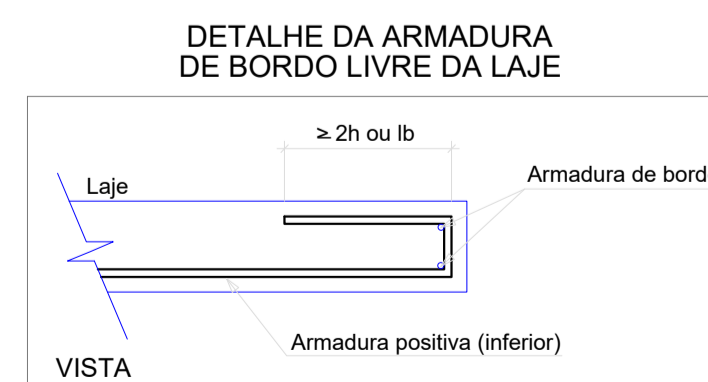 DETALHE DA ARMADURA
DE BORDO LIVRE DA LAJE
≥ 2h ou lb
Laje
Armadura de bord
Armadura positiva (inferior)
VISTA